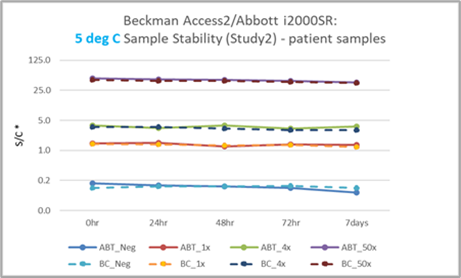 Beckman Access2/Abbott i2000SR:
5 deg C Sample Stability (Study2) - patient samples
125.0
25.0
5.0
1.0
0.2
0.0
S/C *
0hr 24hr 48hr 72hr 7days
ABT_Neg ABT_1x ABT_4x ABT_50x
BC_Neg BC_1x BC_4x BC_50x